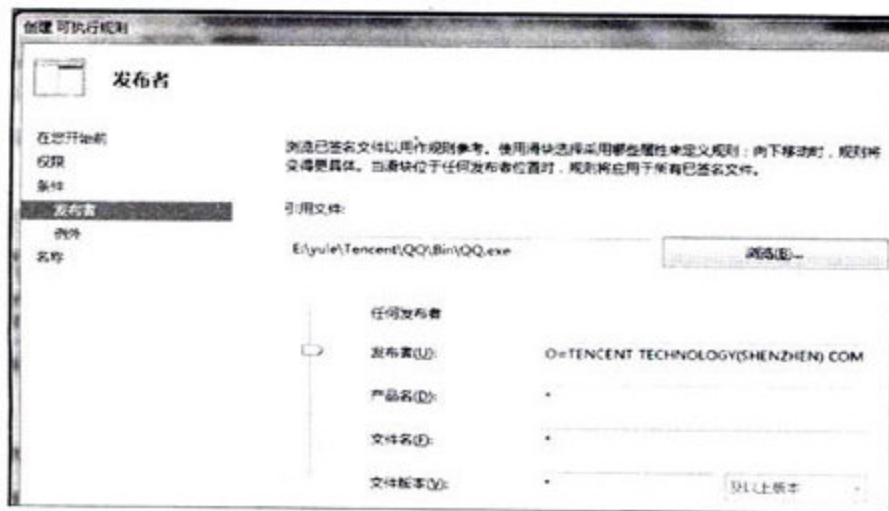 创建 可执行规则
发布者
在您开始前
权限
条件
发布者
例外
名称
浏览已签名文件以用作规则参考。使用滑块选择采用哪些属性来定义规则；向下移动时，规则将
变得更具体。当滑块位于任何发布者位置时，规则将应用于所有已签名文件。
引用文件:
E:\yule\Tencent\QQ\Bin\QQ.exe
浏览(B)...
任何发布者
发布者(U):
O=TENCENT TECHNOLOGY(SHENZHEN) COM
产品名(D):
*
文件名(F):
*
文件版本(V):
*
及以上版本